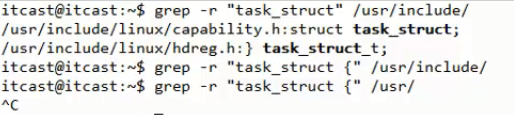 itcast@itcast:~$ grep -r "task_struct" /usr/include/
/usr/include/linux/capability.h:struct task_struct;
/usr/include/linux/hdreg.h:} task_struct_t;
itcast@itcast:~$ grep -r "task_struct {" /usr/include/
itcast@itcast:~$ grep -r "task_struct {" /usr/
^C